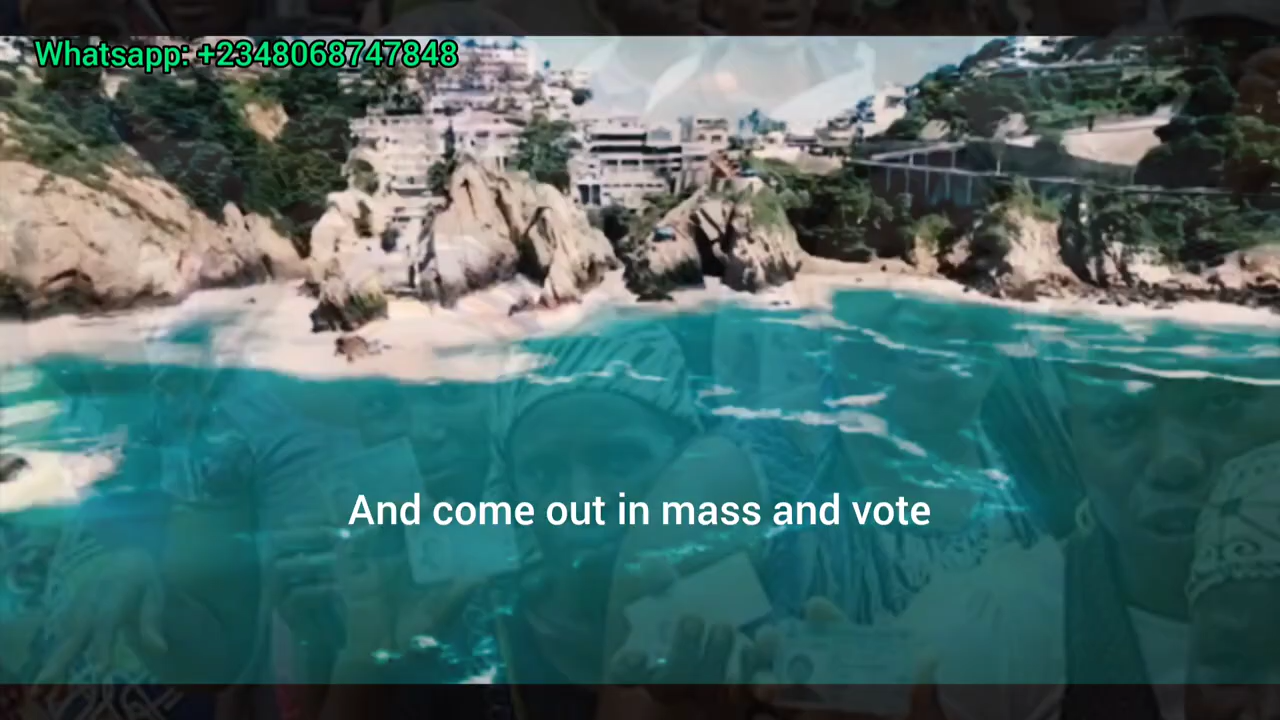 Whatsapp: +2348068747848
And come out in mass and vote